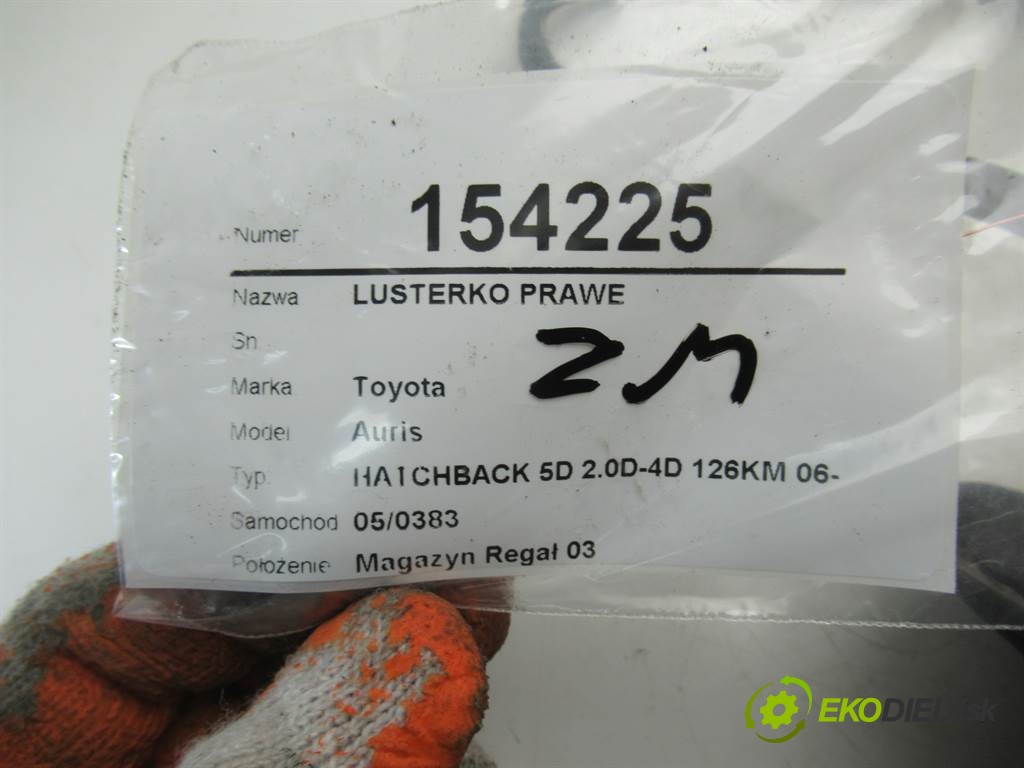 Numer 154225
Nazwa LUSTERKO PRAWE
Sn
Marka Toyota
ZM
Model Auris
Typ. HATCHBACK 5D 2.0D-4D 126KM 06-
Samochód 05/0383
Położenie Magazyn Regał 03
EKODIEL.sk